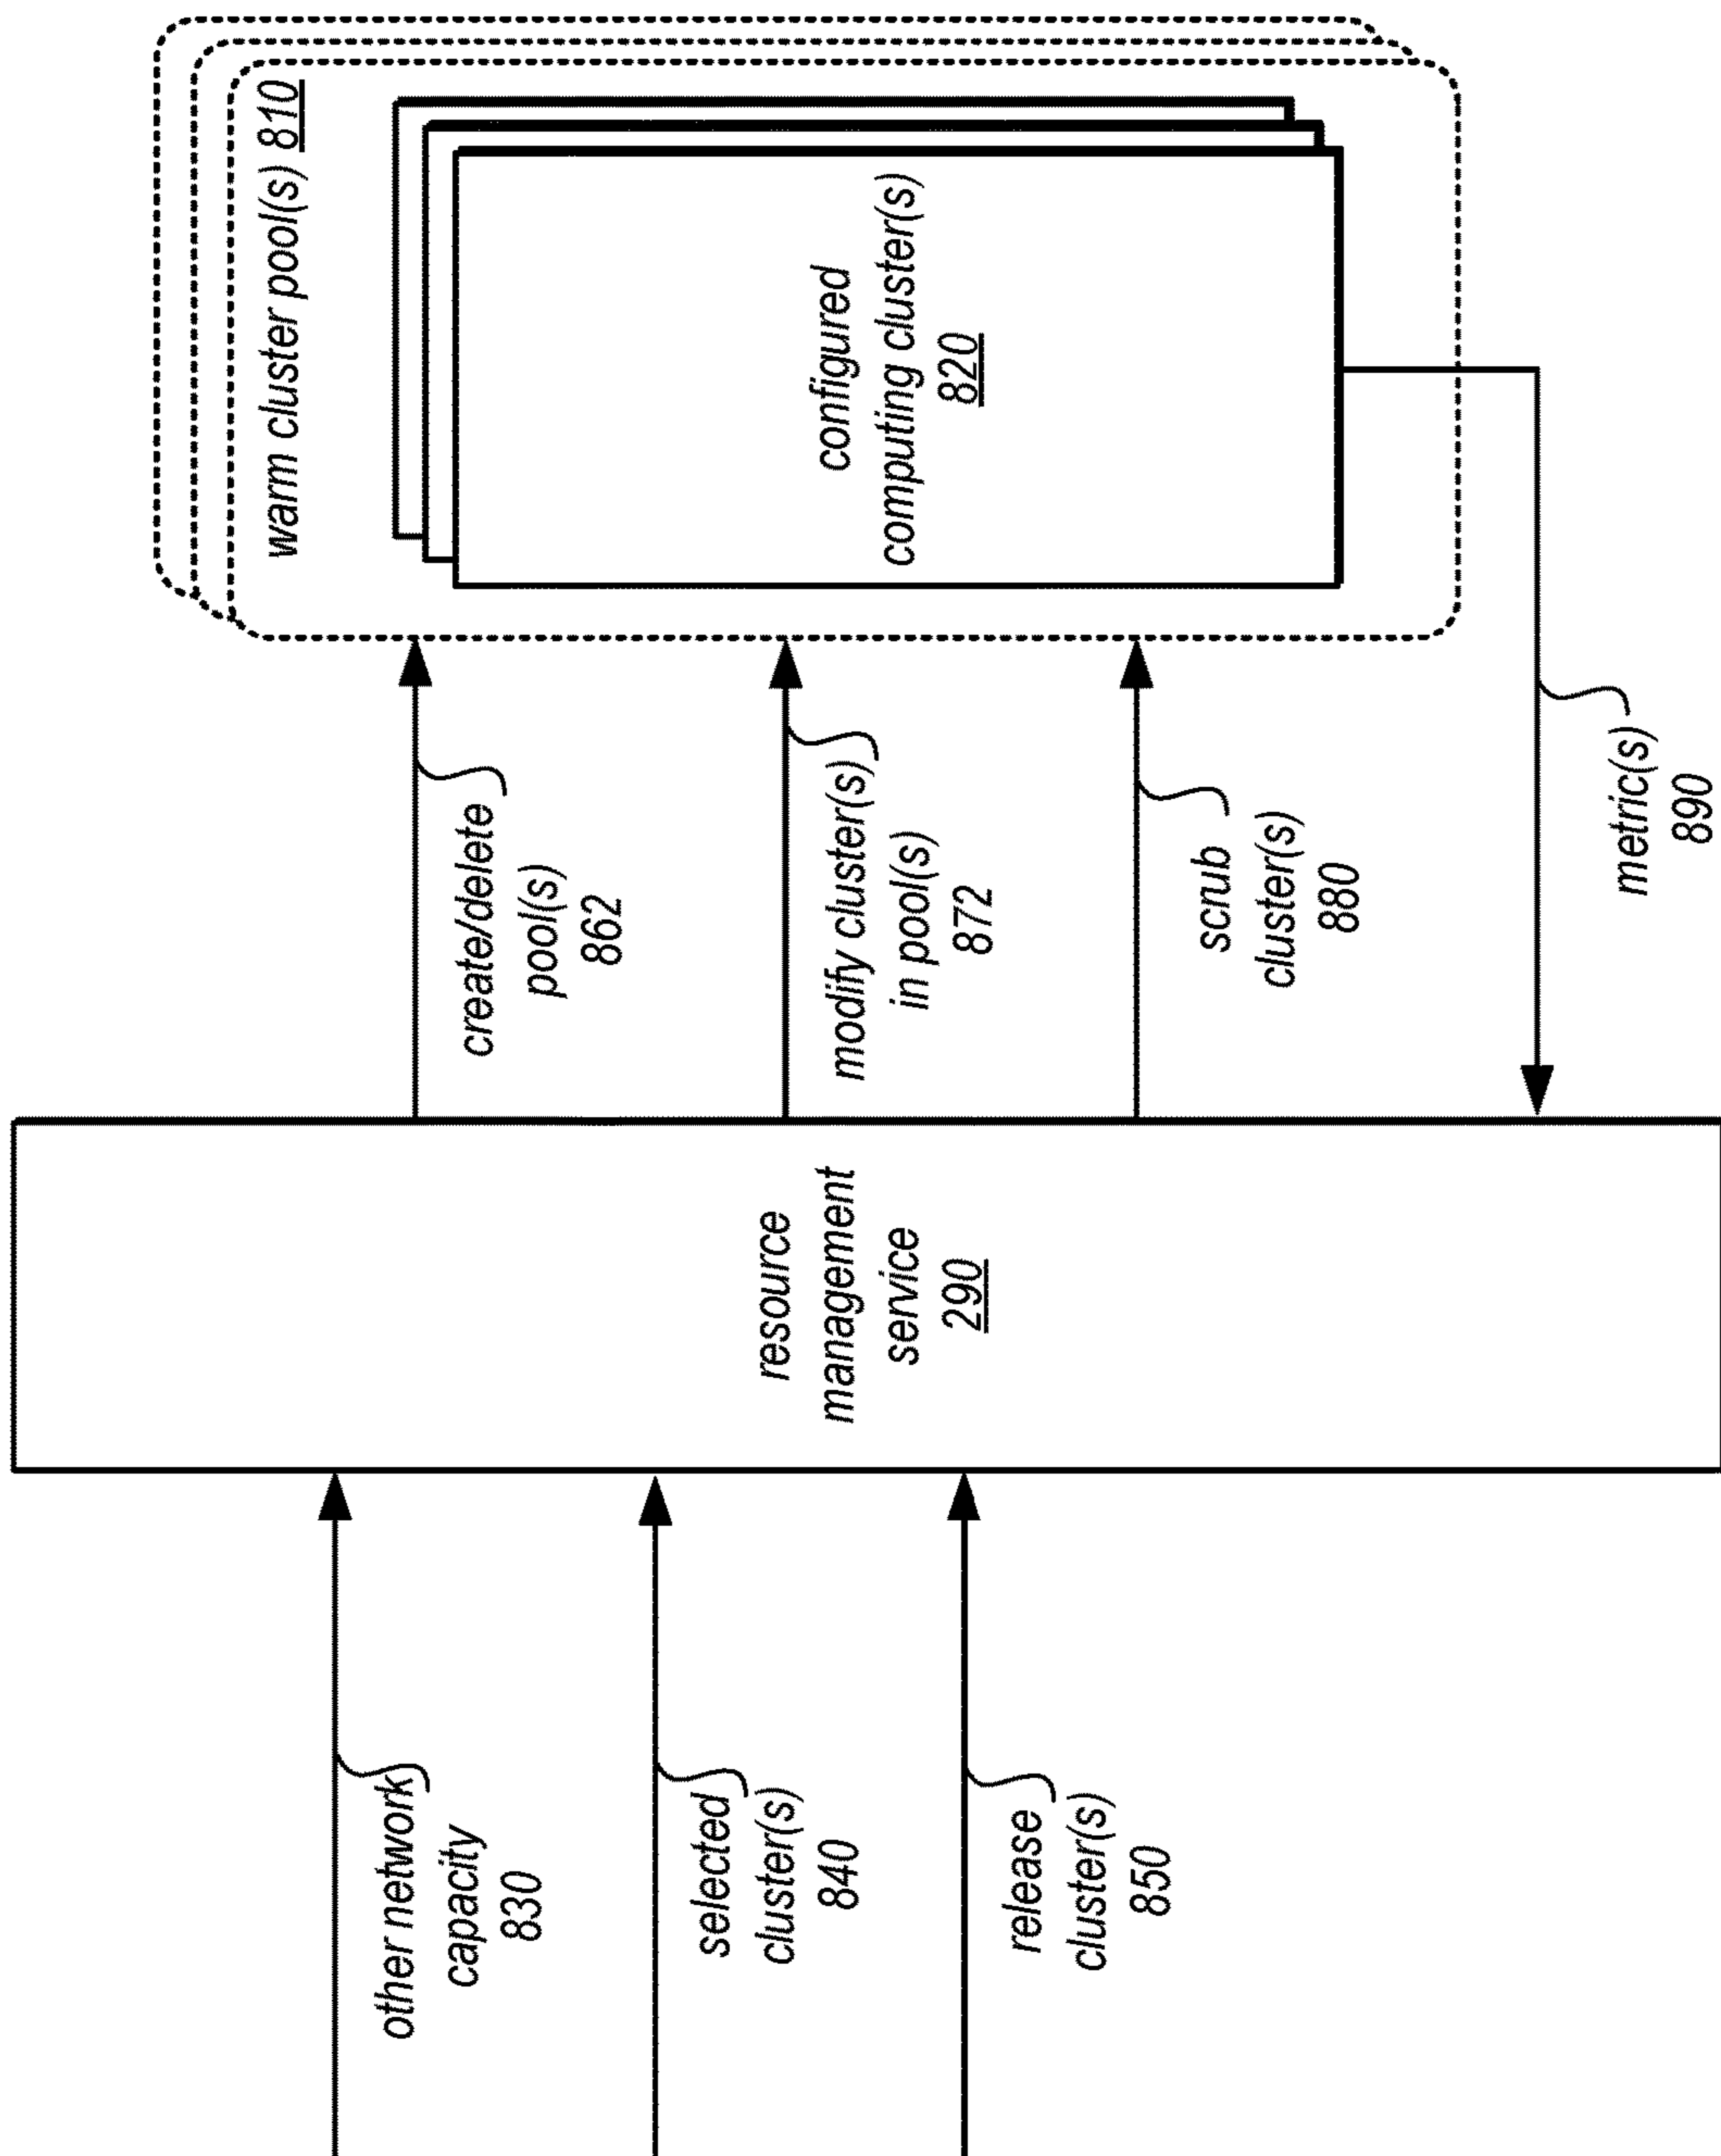 warm cluster pool(s) 810
configured
computing cluster(s)
820
create/delete
pool(s)
862
modify cluster(s)
in pool(s)
872
scrub
cluster(s)
880
metric(s)
890
resource
management
service
290
other network
capacity
830
selected
cluster(s)
840
release
cluster(s)
850